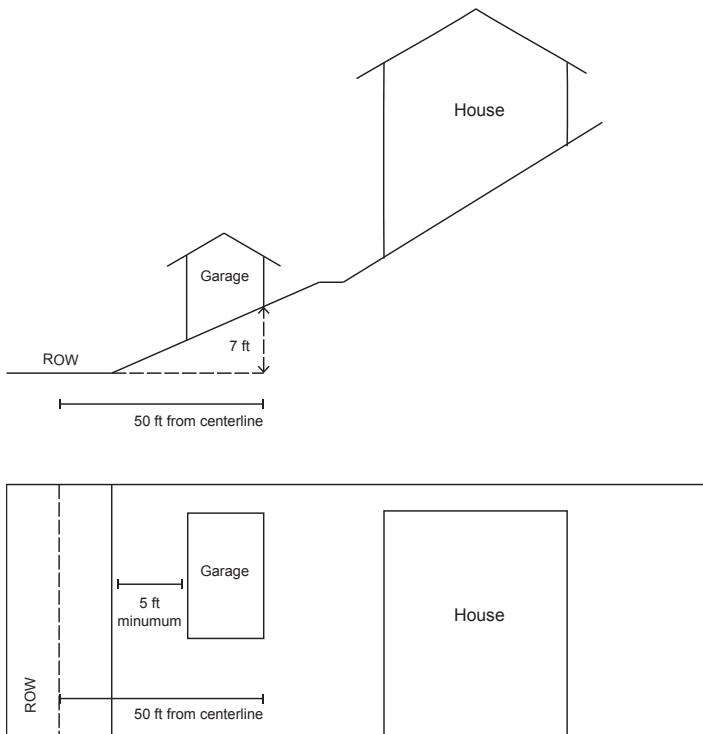 House
Garage
7 ft
ROW
50 ft from centerline
Garage
5 ft
minumum
House
ROW
50 ft from centerline